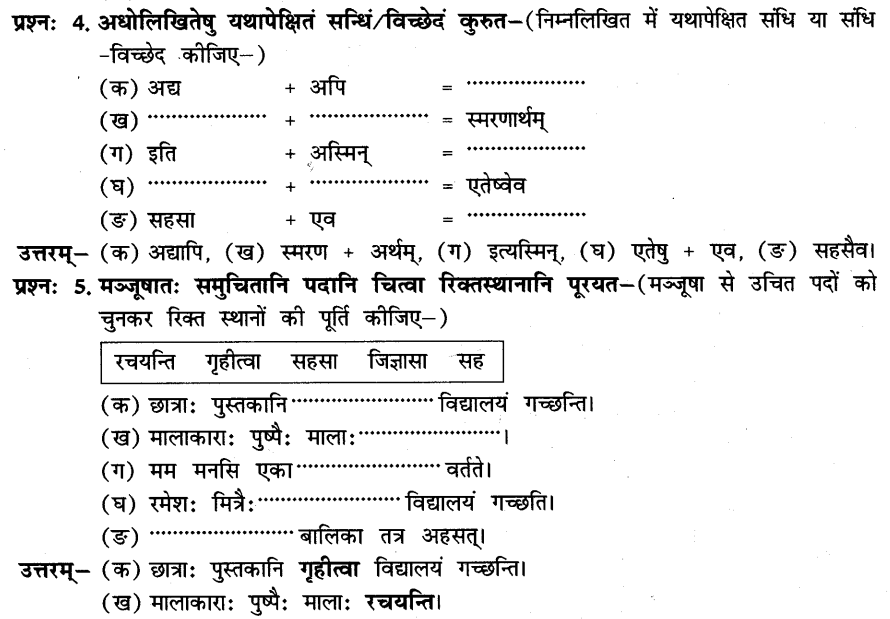 प्रश्नः 4. अधोलिखितेषु यथापेक्षितं सन्धिं/विच्छेदं कुरुत–(निम्नलिखित में यथापेक्षित संधि या संधि
-विच्छेद कीजिए–)
(क) अद्य + अपि = ....................
(ख) .................... + .................... = स्मरणार्थम्
(ग) इति + अस्मिन् = ....................
(घ) .................... + .................... = एतेष्वेव
(ङ) सहसा + एव = ....................
उत्तरम्– (क) अद्यापि, (ख) स्मरण + अर्थम्, (ग) इत्यस्मिन्, (घ) एतेषु + एव, (ङ) सहसैव।
प्रश्नः 5. मञ्जूषातः समुचितानि पदानि चित्वा रिक्तस्थानानि पूरयत–(मञ्जूषा से उचित पदों को
चुनकर रिक्त स्थानों की पूर्ति कीजिए–)
रचयन्ति गृहीत्वा सहसा जिज्ञासा सह
(क) छात्राः पुस्तकानि ........................ विद्यालयं गच्छन्ति।
(ख) मालाकाराः पुष्पैः मालाः ........................ ।
(ग) मम मनसि एका ........................ वर्तते।
(घ) रमेशः मित्रैः ........................ विद्यालयं गच्छति।
(ङ) ........................ बालिका तत्र अहसत्।
उत्तरम्– (क) छात्राः पुस्तकानि गृहीत्वा विद्यालयं गच्छन्ति।
(ख) मालाकाराः पुष्पैः मालाः रचयन्ति।